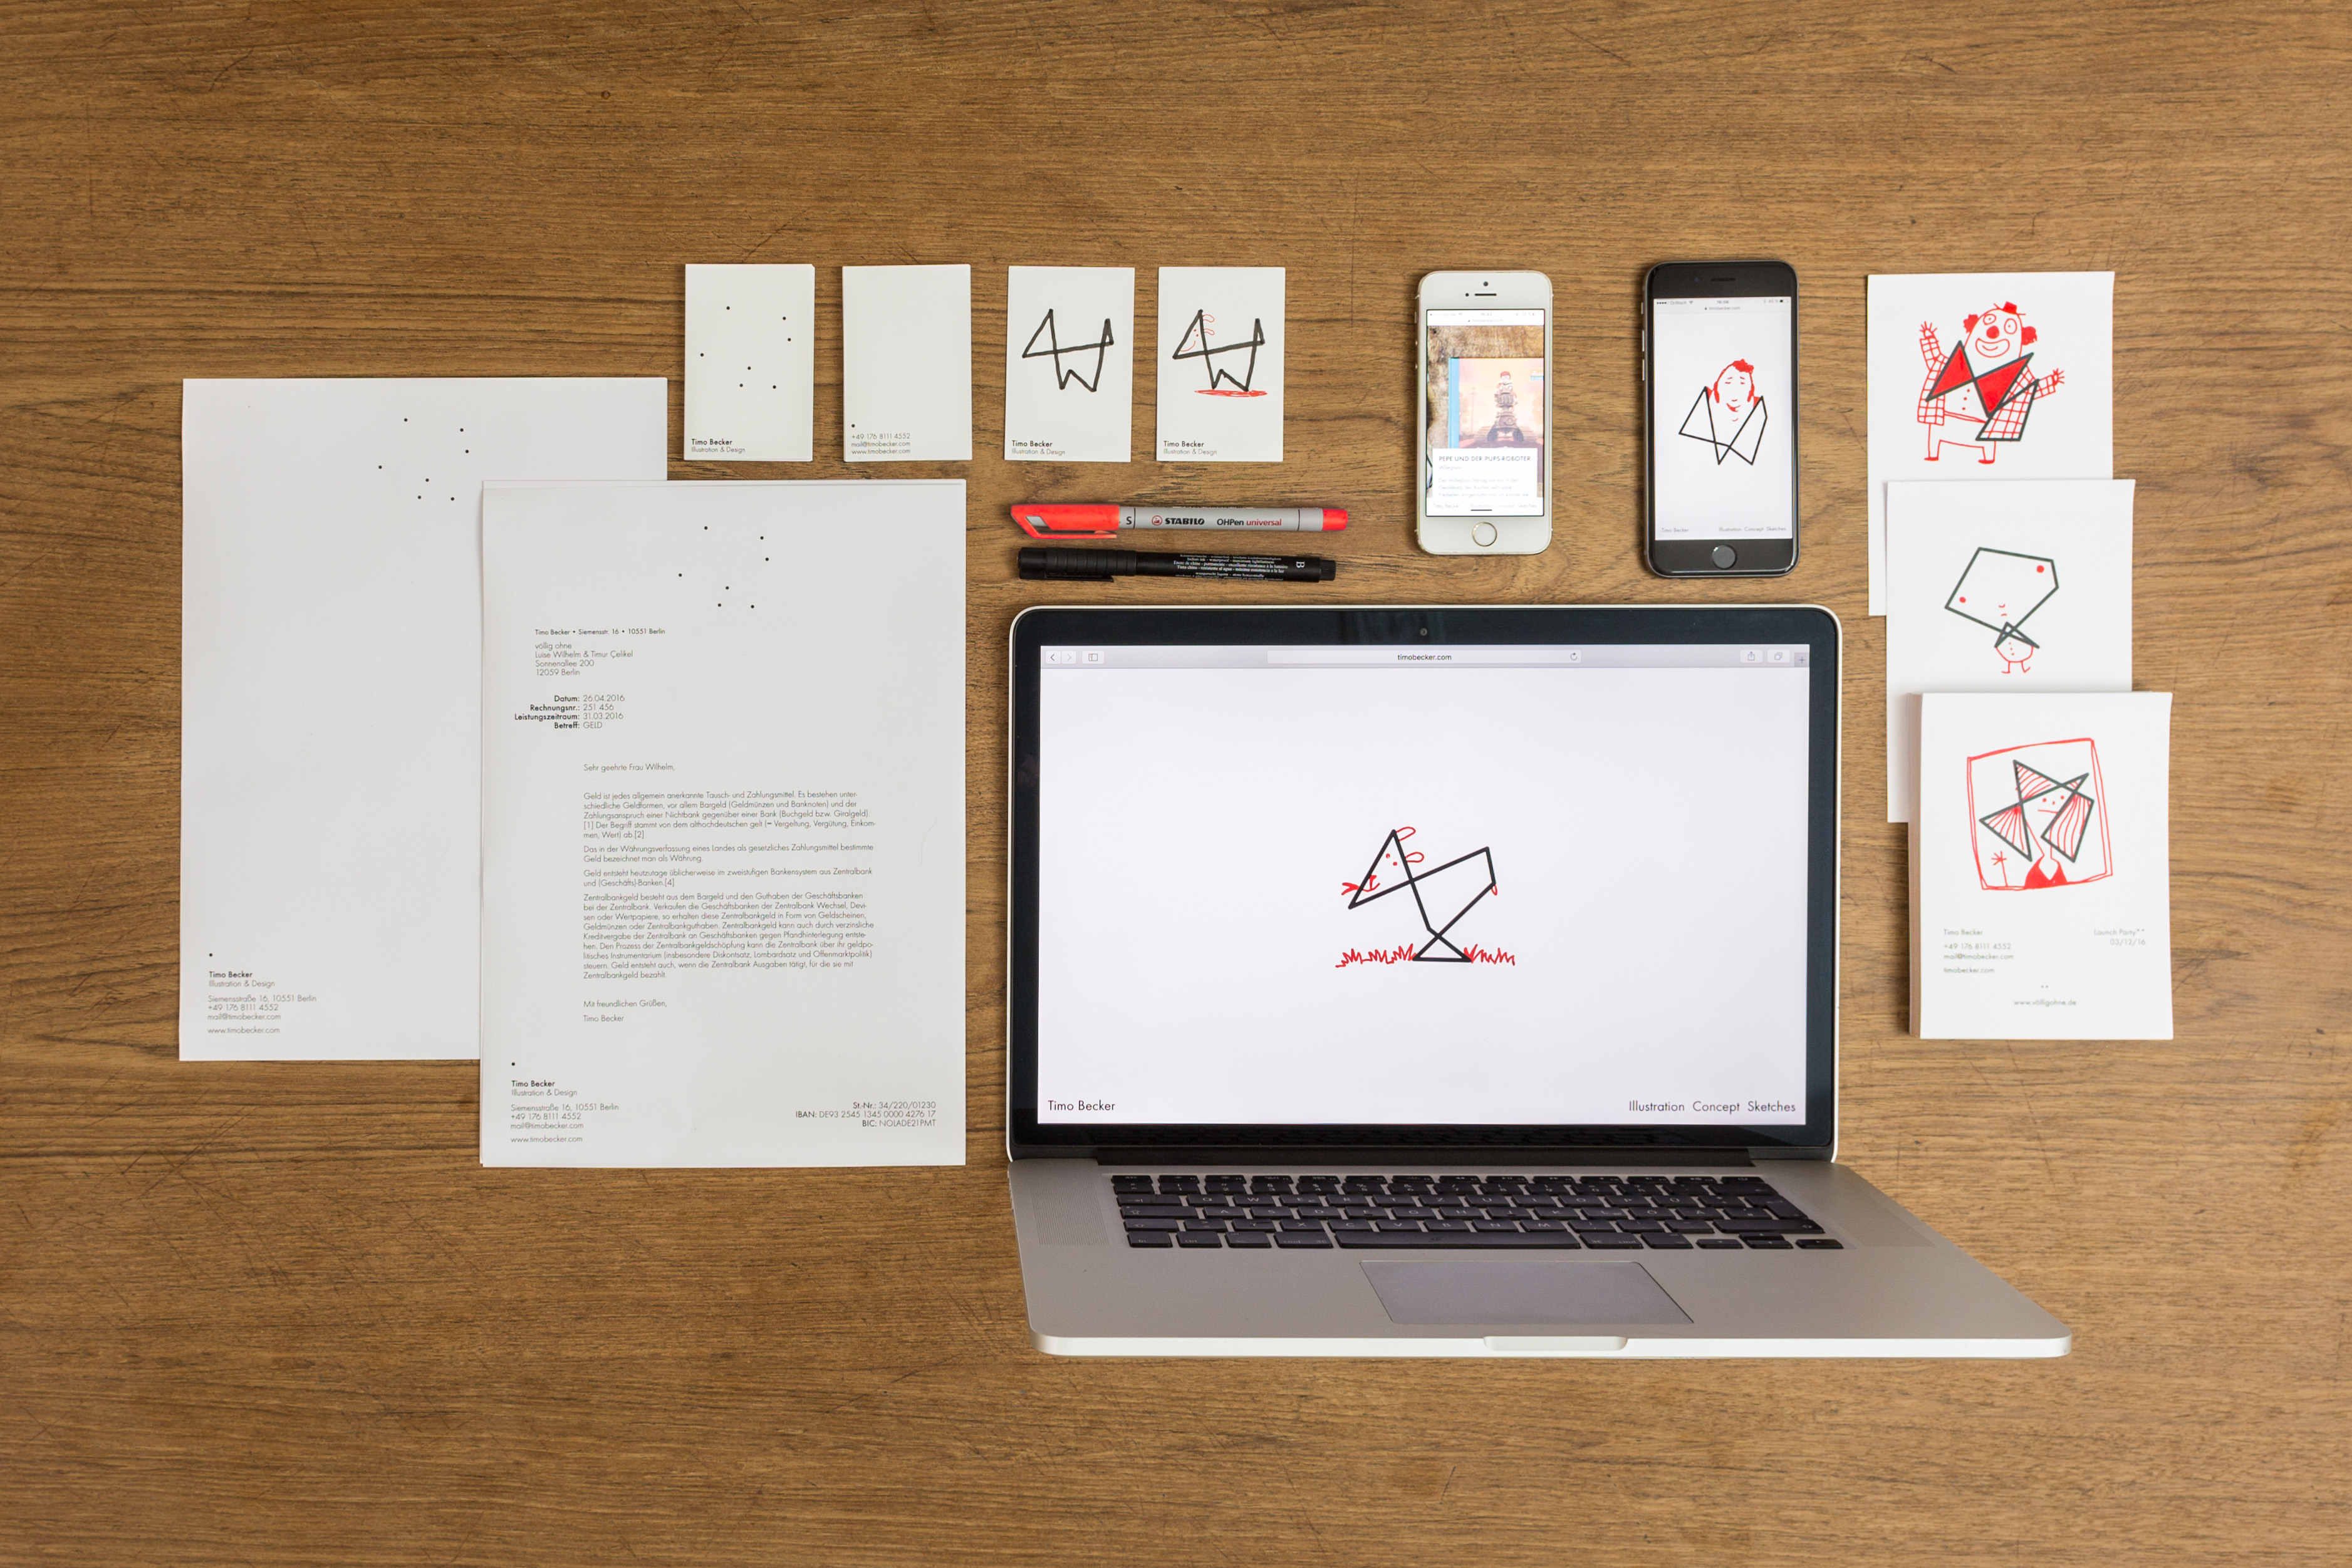 Timo Becker
Illustration & Design
Siemensstraße 16, 10551 Berlin
+49 176 8111 4552
mail@timobecker.com
www.timobecker.com
Timo Becker • Siemensstr. 16 • 10551 Berlin
völlig ohne
Luise Wilhelm & Timur Çelikel
Sonnenallee 200
12059 Berlin
Datum: 26.04.2016
Rechnungsnr.: 251 456
Leistungszeitraum: 31.03.2016
Betreff: GELD
Sehr geehrte Frau Wilhelm,
Geld ist jedes allgemein anerkannte Tausch- und Zahlungsmittel. Es bestehen unter-
schiedliche Geldformen, vor allem Bargeld (Geldmünzen und Banknoten) und der
Zahlungsanspruch einer Nichtbank gegenüber einer Bank (Buchgeld bzw. Giralgeld).
[1] Der Begriff stammt von dem althochdeutschen gelt (= Vergeltung, Vergütung, Einkom-
men, Wert) ab.[2]
Das in der Währungsverfassung eines Landes als gesetzliches Zahlungsmittel bestimmte
Geld bezeichnet man als Währung.
Geld entsteht heutzutage üblicherweise im zweistufigen Bankensystem aus Zentralbank
und (Geschäfts)-Banken.[4]
Zentralbankgeld besteht aus dem Bargeld und den Guthaben der Geschäftsbanken
bei der Zentralbank. Verkaufen die Geschäftsbanken der Zentralbank Wechsel, Devi-
sen oder Wertpapiere, so erhalten diese Zentralbankgeld in Form von Geldscheinen,
Geldmünzen oder Zentralbankguthaben. Zentralbankgeld kann auch durch verzinsliche
Kreditvergabe der Zentralbank an Geschäftsbanken gegen Pfandhinterlegung entste-
hen. Den Prozess der Zentralbankgeldschöpfung kann die Zentralbank über ihr geldpo-
litisches Instrumentarium (insbesondere Diskontsatz, Lombardsatz und Offenmarktpolitik)
steuern. Geld entsteht auch, wenn die Zentralbank Ausgaben tätigt, für die sie mit
Zentralbankgeld bezahlt.
Mit freundlichen Grüßen,
Timo Becker
Timo Becker
Illustration & Design
Siemensstraße 16, 10551 Berlin
+49 176 8111 4552
mail@timobecker.com
www.timobecker.com
St.-Nr.: 34/220/01230
IBAN: DE93 2545 1345 0000 4276 17
BIC: NOLADE21PMT
Timo Becker
Illustration & Design
+49 176 8111 4552
mail@timobecker.com
www.timobecker.com
Timo Becker
Illustration & Design
Timo Becker
Illustration & Design
S STABILO OHPen universal
B
PEPE UND DER PUPS-ROBOTER
Timo Becker
Illustration Concept Sketches
timobecker.com
Timo Becker
Illustration Concept Sketches
Timo Becker
+49 176 8111 4552
mail@timobecker.com
timobecker.com
Launch Party**
03/12/16
**
www.völligohne.de